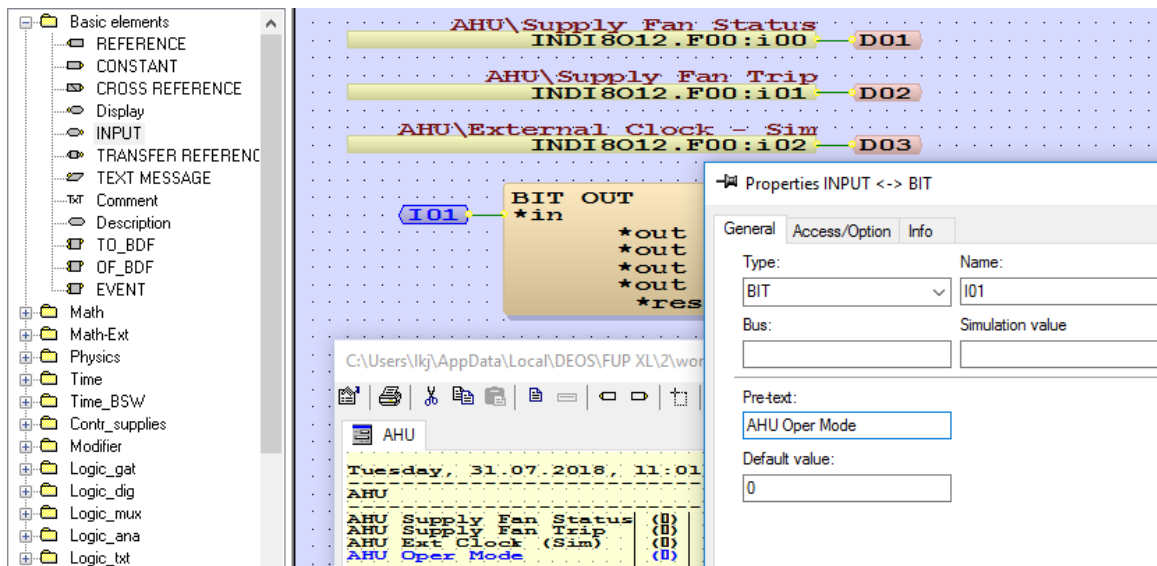 Basic elements
REFERENCE
CONSTANT
CROSS REFERENCE
Display
INPUT
TRANSFER REFERENC
TEXT MESSAGE
TXT Comment
Description
TO_BDF
OF_BDF
EVENT
Math
Math-Ext
Physics
Time
Time_BSW
Contr_supplies
Modifier
Logic_gat
Logic_dig
Logic_mux
Logic_ana
Logic_txt
AHU\Supply Fan Status
INDI8O12.F00:i00 D01
AHU\Supply Fan Trip
INDI8O12.F00:i01 D02
AHU\External Clock - Sim
INDI8O12.F00:i02 D03
BIT OUT
I01 *in
*out
*out
*out
*out
*res
C:\Users\lkj\AppData\Local\DEOS\FUP XL\2\wor
AHU
Tuesday, 31.07.2018, 11:01
AHU
AHU Supply Fan Status (0)
AHU Supply Fan Trip (0)
AHU Ext Clock (Sim) (0)
AHU Oper Mode (0)
Properties INPUT <-> BIT
General Access/Option Info
Type: Name:
BIT I01
Bus: Simulation value
Pre-text:
AHU Oper Mode
Default value:
0